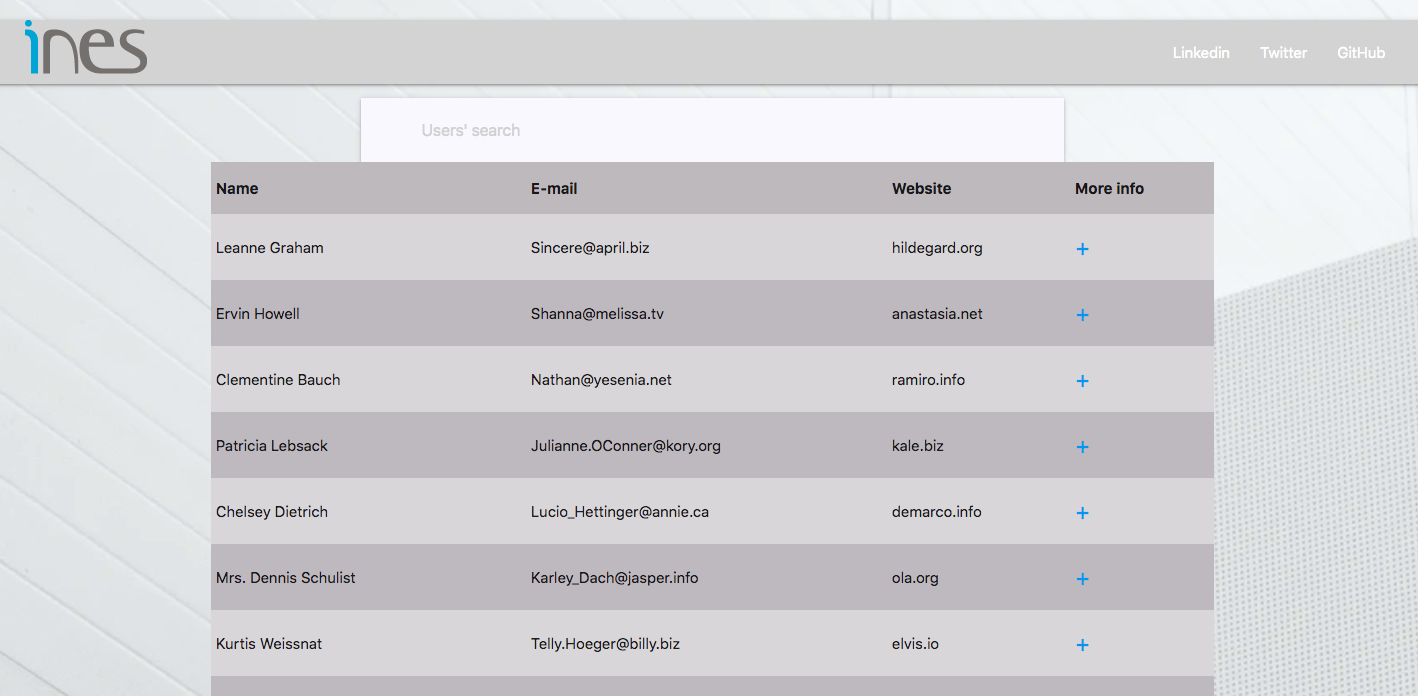 ines
Linkedin Twitter GitHub
Users' search
Name E-mail Website More info
Leanne Graham Sincere@april.biz hildegard.org +
Ervin Howell Shanna@melissa.tv anastasia.net +
Clementine Bauch Nathan@yesenia.net ramiro.info +
Patricia Lebsack Julianne.OConner@kory.org kale.biz +
Chelsey Dietrich Lucio_Hettinger@annie.ca demarco.info +
Mrs. Dennis Schulist Karley_Dach@jasper.info ola.org +
Kurtis Weissnat Telly.Hoeger@billy.biz elvis.io +